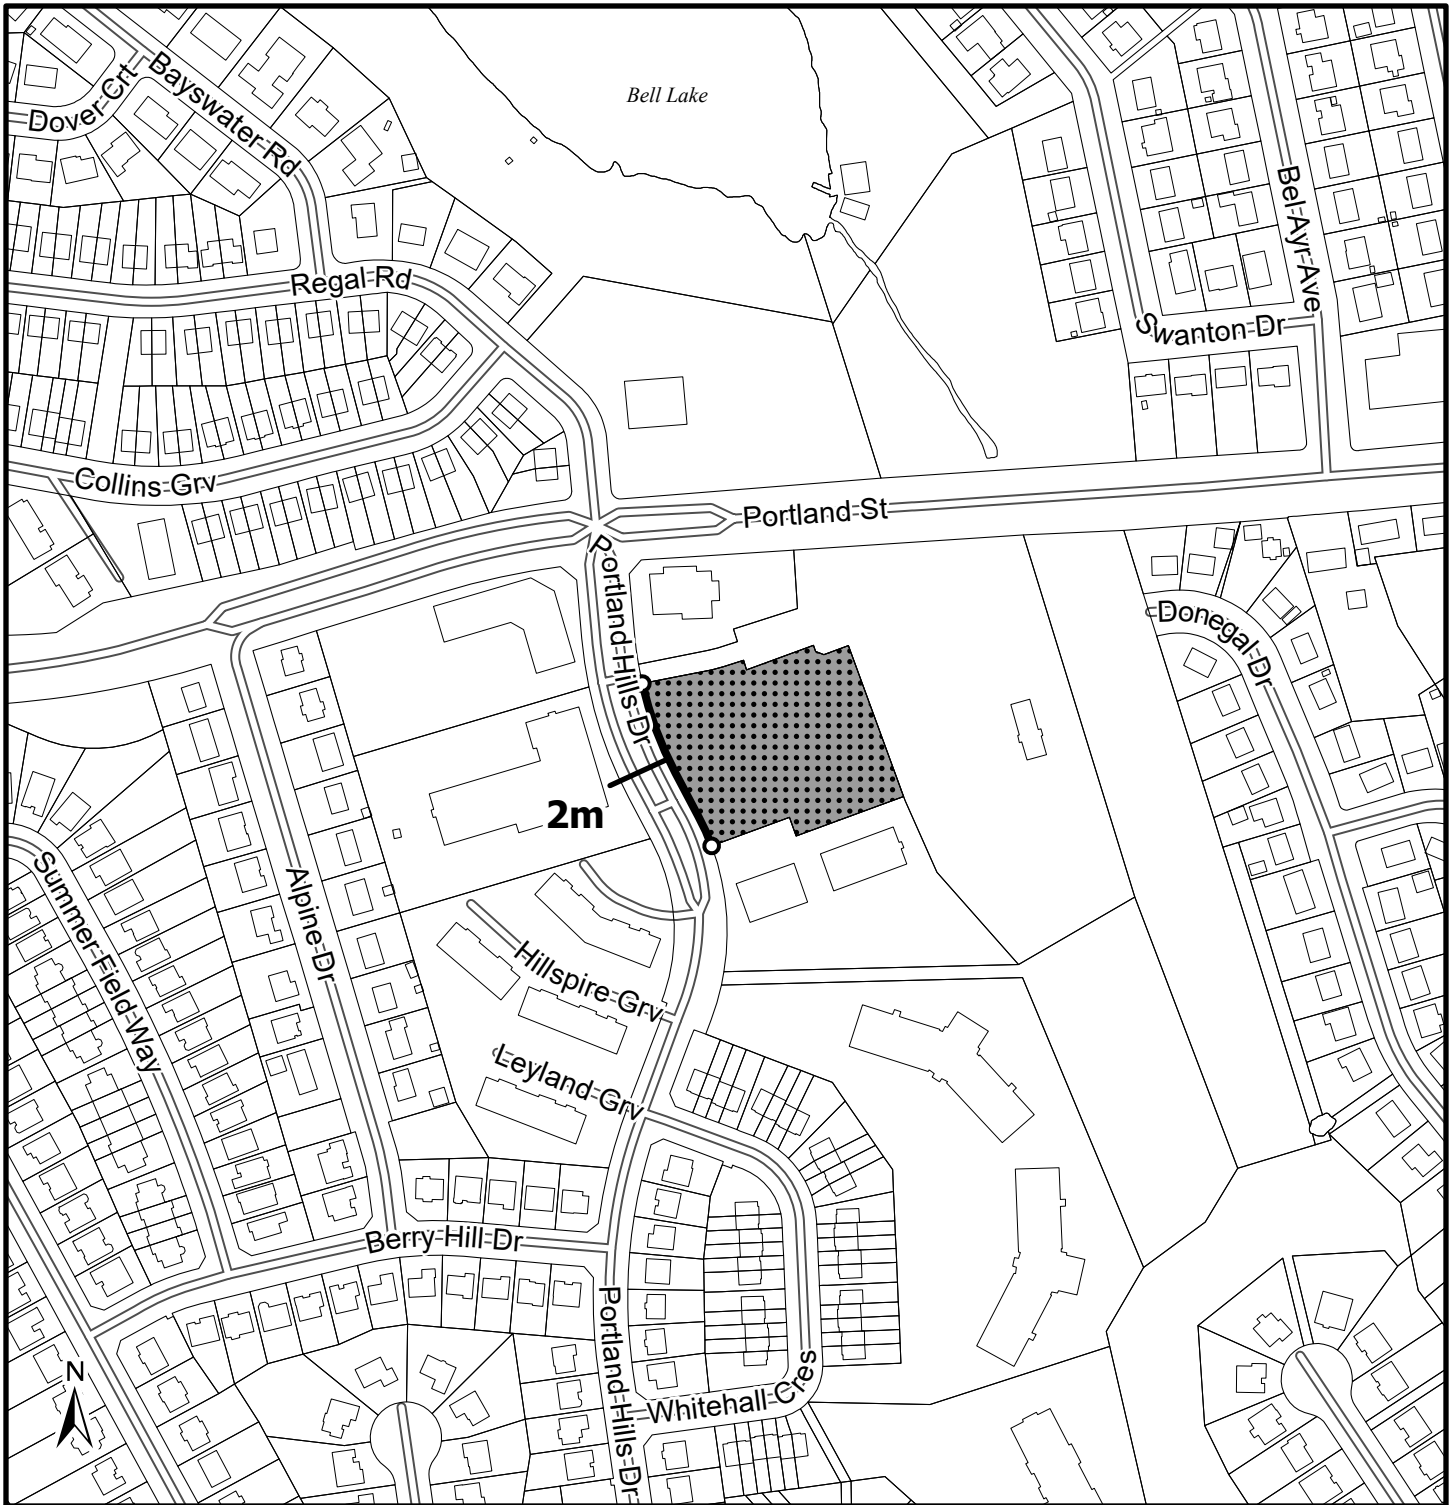 Bell Lake
Dover Crt
Bayswater Rd
Bel Ayr Ave
Regal Rd
Swanton Dr
Collins Grv
Portland St
Portland Hills Dr
Donegal Dr
2m
Summer Field Way
Alpine Dr
Hillspire Grv
Leyland Grv
Berry Hill Dr
Portland Hills Dr
Whitehall Cres
N